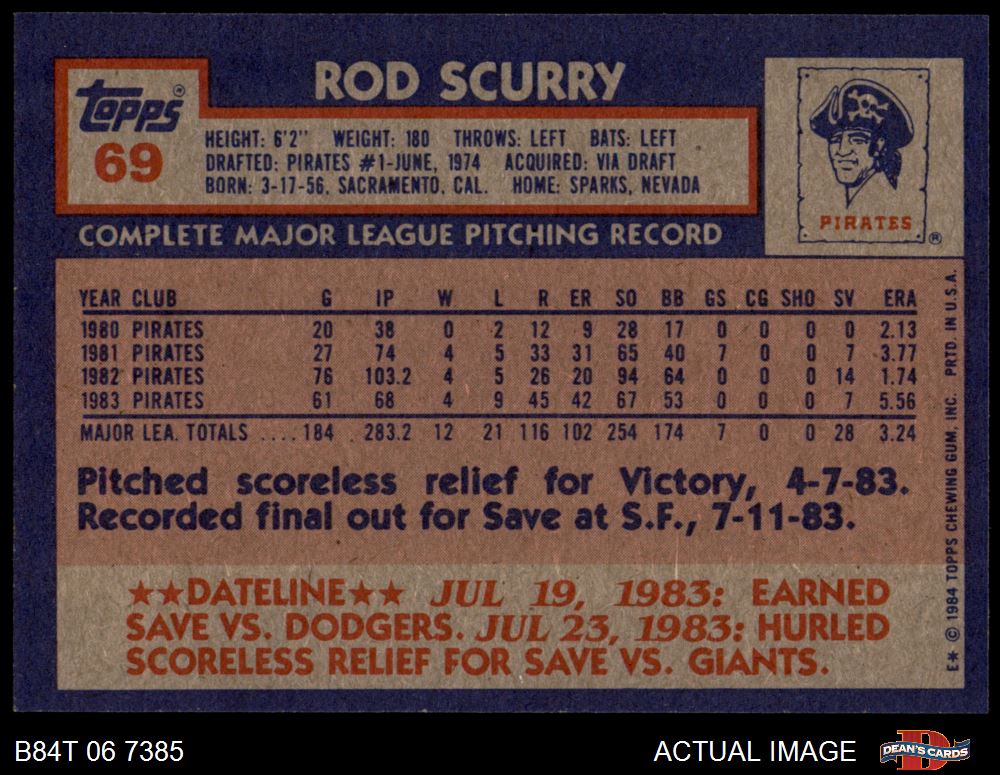 Topps®
69
ROD SCURRY
HEIGHT: 6'2" WEIGHT: 180 THROWS: LEFT BATS: LEFT
DRAFTED: PIRATES #1-JUNE, 1974 ACQUIRED: VIA DRAFT
BORN: 3-17-56, SACRAMENTO, CAL. HOME: SPARKS, NEVADA
PIRATES ®
COMPLETE MAJOR LEAGUE PITCHING RECORD
YEAR CLUB G IP W L R ER SO BB GS CG SHO SV ERA
1980 PIRATES 20 38 0 2 12 9 28 17 0 0 0 0 2.13
1981 PIRATES 27 74 4 5 33 31 65 40 7 0 0 7 3.77
1982 PIRATES 76 103.2 4 5 26 20 94 64 0 0 0 14 1.74
1983 PIRATES 61 68 4 9 45 42 67 53 0 0 0 7 5.56
MAJOR LEA. TOTALS .... 184 283.2 12 21 116 102 254 174 7 0 0 28 3.24
Pitched scoreless relief for Victory, 4-7-83.
Recorded final out for Save at S.F., 7-11-83.
★★DATELINE★★ JUL 19, 1983: EARNED
SAVE VS. DODGERS. JUL 23, 1983: HURLED
SCORELESS RELIEF FOR SAVE VS. GIANTS.
E* © 1984 TOPPS CHEWING GUM, INC. PRTD. IN U.S.A.
B84T 06 7385
ACTUAL IMAGE
DEAN'S CARDS